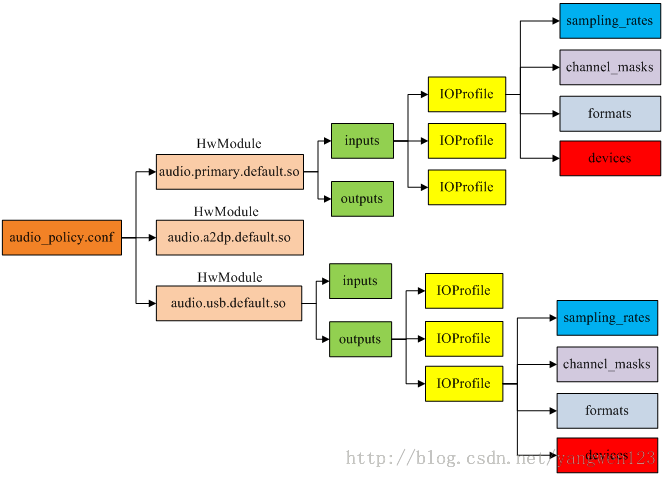 sampling_rates
channel_masks
formats
devices
IOProfile
IOProfile
IOProfile
inputs
outputs
HwModule
audio.primary.default.so
HwModule
audio.a2dp.default.so
HwModule
audio.usb.default.so
audio_policy.conf
inputs
outputs
IOProfile
IOProfile
IOProfile
sampling_rates
channel_masks
formats
devices
http://blog.csdn.net/yangwen123